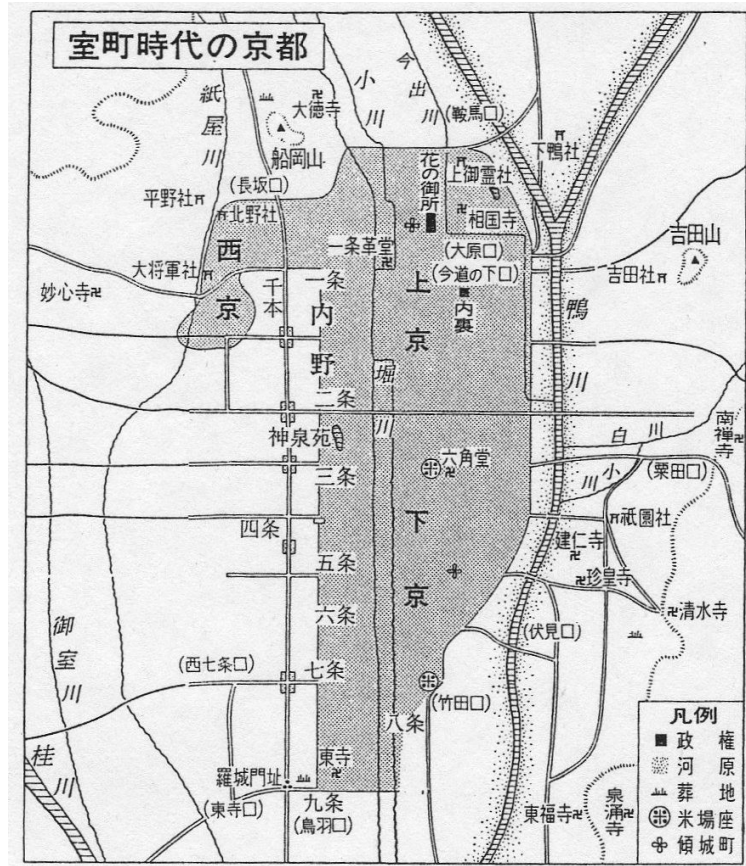 室町時代の京都
紙屋川
大徳寺
船岡山
小川
今出川
(鞍馬口)
下鴨社
平野社
(長坂口)
北野社
花の御所
上御霊社
相国寺
吉田山
西京
大将軍社
一条革堂
(大原口)
(今道の下口)
吉田社
妙心寺
千本
一条
内野
上京
内裏
鴨川
二条
堀川
神泉苑
白川
南禅寺
三条
六角堂
小川
(粟田口)
四条
下京
祇園社
建仁寺
五条
珍皇寺
六条
清水寺
御室川
(伏見口)
(西七条口)
七条
(竹田口)
八条
桂川
東寺
羅城門址
(東寺口)
九条
(鳥羽口)
東福寺
泉涌寺
凡例
政権
河原
葬地
米場座
傾城町